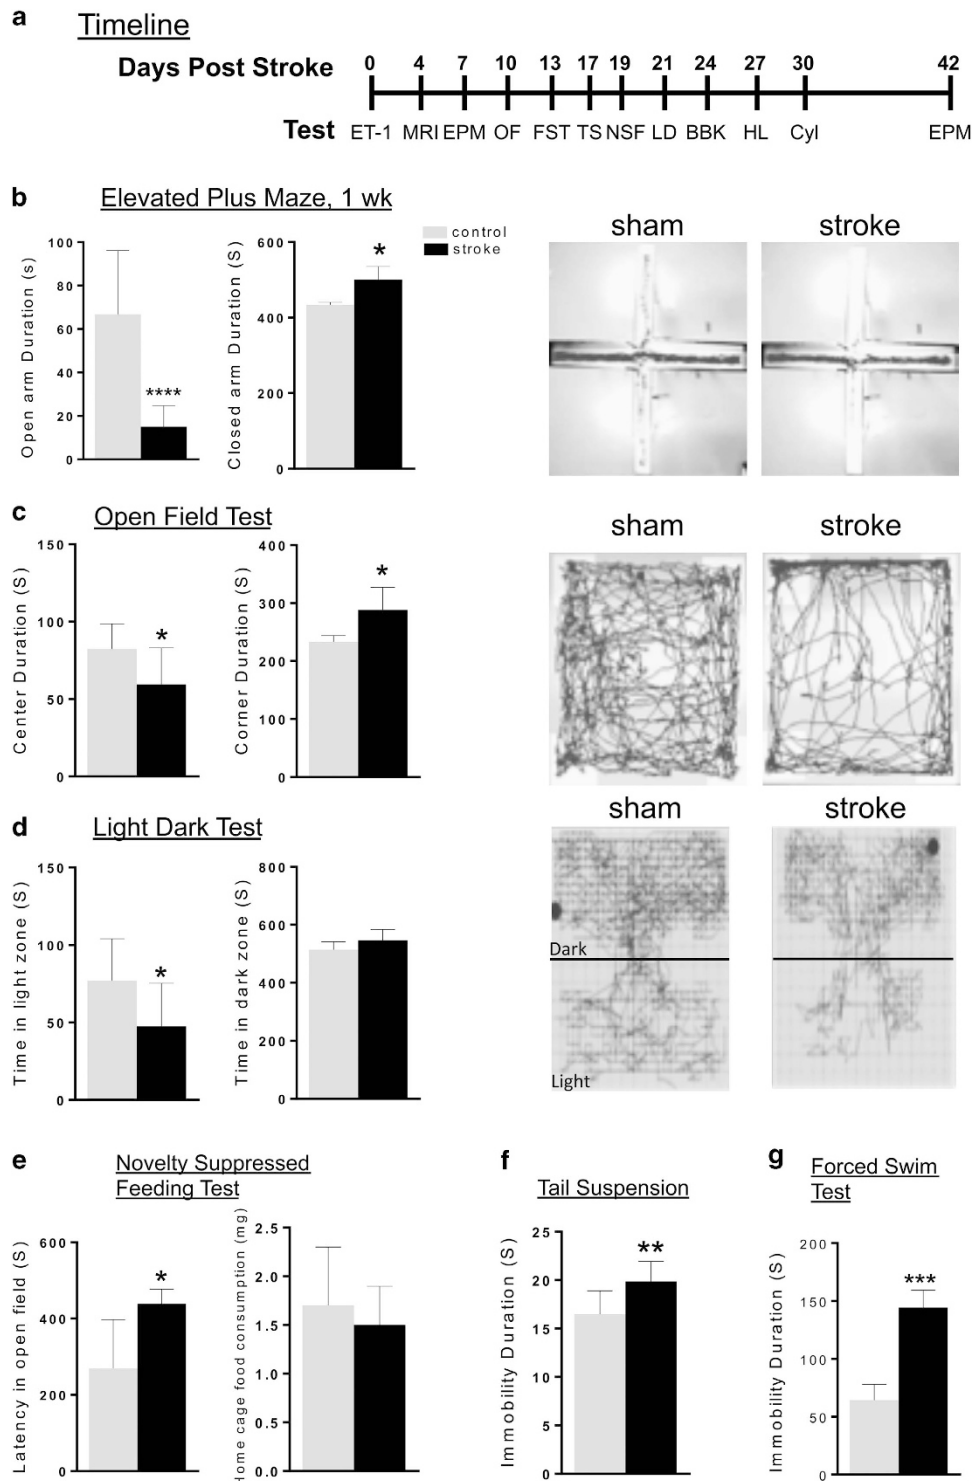 a
Timeline
Days Post Stroke 0 4 7 10 13 17 19 21 24 27 30 42
Test ET-1 MRI EPM OF FST TS NSF LD BBK HL Cyl EPM
b
Elevated Plus Maze, 1 wk
control
stroke
Open arm Duration (s)
100
80
60
40
20
0
****
Closed arm Duration (S)
600
400
200
0
*
sham
stroke
c
Open Field Test
Center Duration (S)
150
100
50
0
*
Corner Duration (S)
400
300
200
100
0
*
sham
stroke
d
Light Dark Test
Time in light zone (S)
150
100
50
0
*
Time in dark zone (S)
800
600
400
200
0
sham
stroke
Dark
Light
e
Novelty Suppressed
Feeding Test
Latency in open field (S)
600
400
200
0
*
Home cage food consumption (mg)
2.5
2.0
1.5
1.0
0.5
0.0
f
Tail Suspension
Immobility Duration (S)
25
20
15
10
5
0
**
g
Forced Swim
Test
Immobility Duration (S)
200
150
100
50
0
***